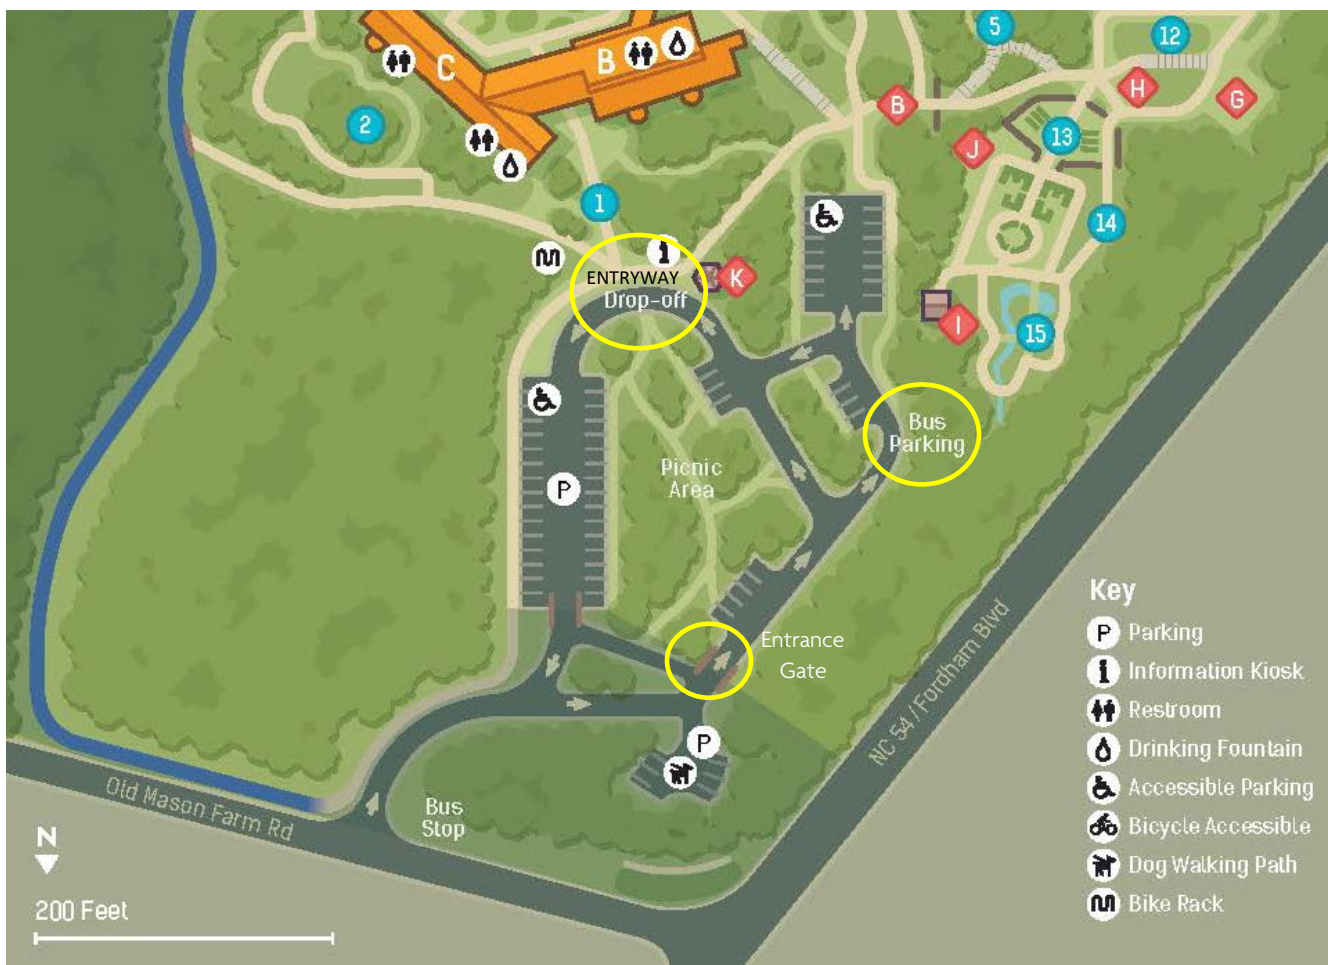 5
12
C
B
B
H
G
2
J
13
1
14
ENTRYWAY
Drop-off
K
I
15
Bus
Parking
P
Picnic
Area
Entrance
Gate
P
Bus
Stop
Old Mason Farm Rd
NC 54/Fordham Blvd
N
200 Feet
Key
P Parking
Information Kiosk
Restroom
Drinking Fountain
Accessible Parking
Bicycle Accessible
Dog Walking Path
Bike Rack